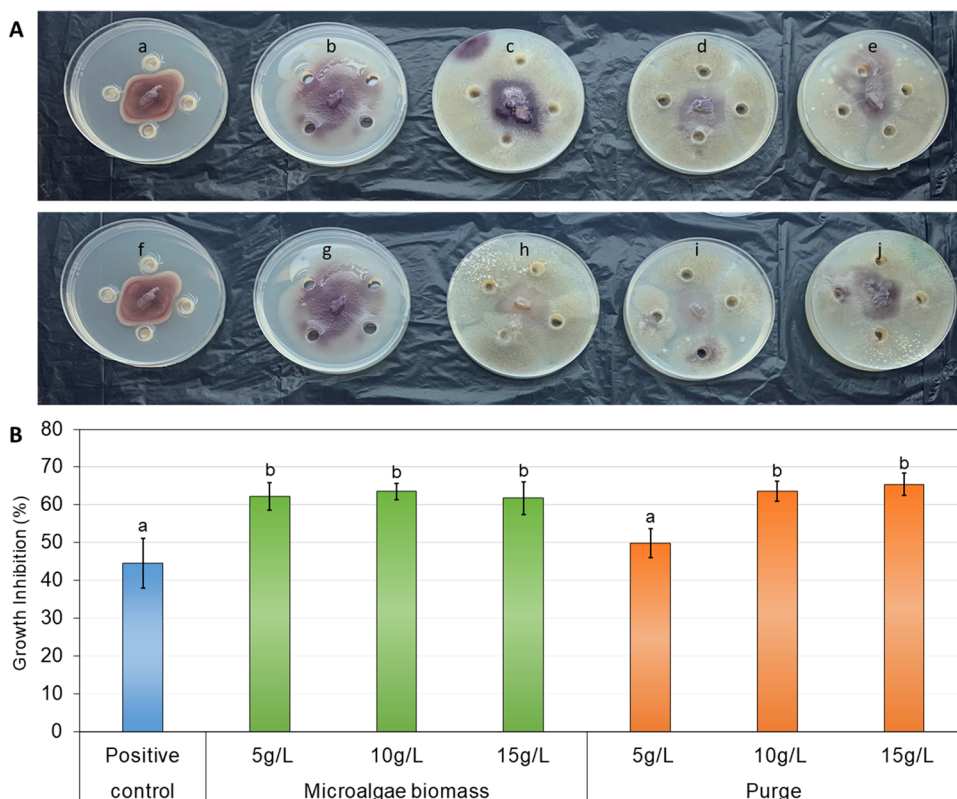 A
a b c d e
f g h i j
B
80
70
60
50
40
30
20
10
0
Growth Inhibition (%)
a b b b a b b
Positive control
5g/L 10g/L 15g/L 5g/L 10g/L 15g/L
Microalgae biomass Purge